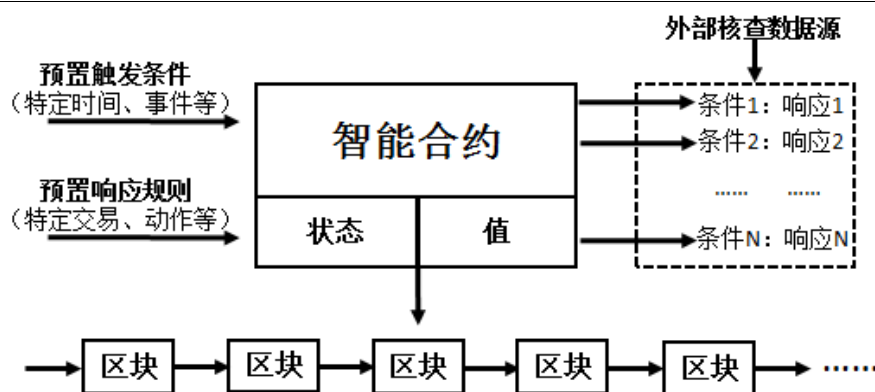 外部核查数据源
预置触发条件
（特定时间、事件等）
智能合约
条件1：响应1
条件2：响应2
...... ......
预置响应规则
（特定交易、动作等）
状态 值
条件N：响应N
区块 区块 区块 区块 区块 ......